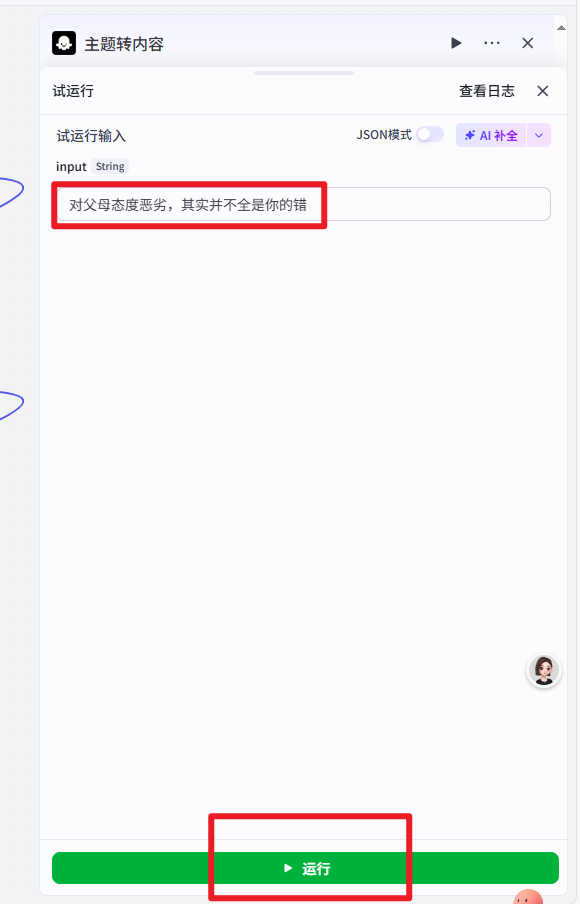 主题转内容
试运行
查看日志
试运行输入
JSON模式
AI 补全
input String
对父母态度恶劣，其实并不全是你的错
运行